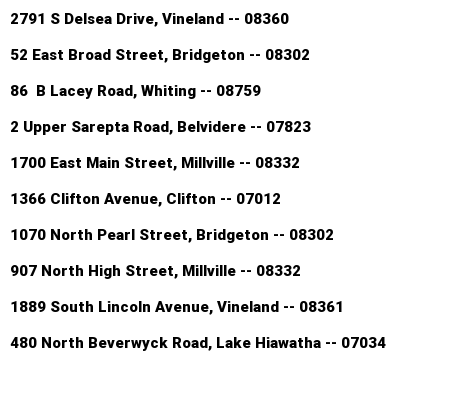 2791 S Delsea Drive, Vineland -- 08360
52 East Broad Street, Bridgeton -- 08302
86  B Lacey Road, Whiting -- 08759
2 Upper Sarepta Road, Belvidere -- 07823
1700 East Main Street, Millville -- 08332
1366 Clifton Avenue, Clifton -- 07012
1070 North Pearl Street, Bridgeton -- 08302
907 North High Street, Millville -- 08332
1889 South Lincoln Avenue, Vineland -- 08361
480 North Beverwyck Road, Lake Hiawatha -- 07034